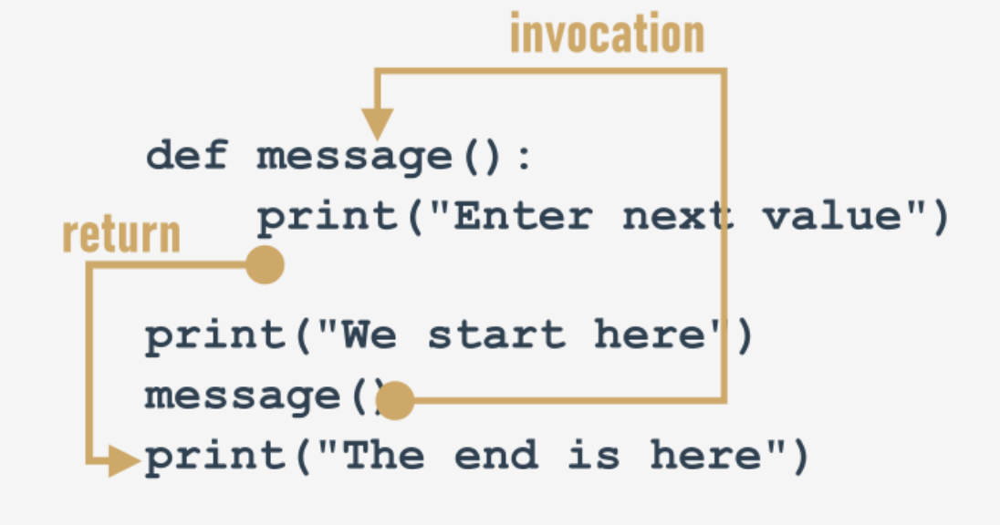 invocation
def message():
    print("Enter next value")
return
print("We start here")
message()
print("The end is here")